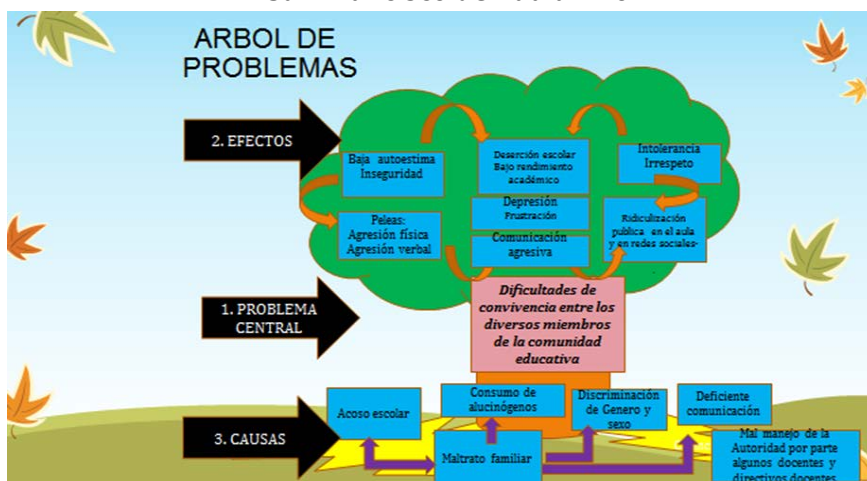 ARBOL DE
PROBLEMAS
2. EFECTOS
Baja autoestima
Inseguridad
Deserción escolar
Bajo rendimiento
académico
Intolerancia
Irrespeto
Peleas:
Agresión física
Agresión verbal
Depresión
Frustración
Comunicación
agresiva
Ridiculización
publica en el aula
y en redes sociales-
1. PROBLEMA
CENTRAL
Dificultades de
convivencia entre los
diversos miembros
de la comunidad
educativa
3. CAUSAS
Acoso escolar
Consumo de
alucinógenos
Discriminación
de Genero y
sexo
Deficiente
comunicación
Maltrato familiar
Mal manejo de la
Autoridad por parte
algunos docentes y
directivos docentes